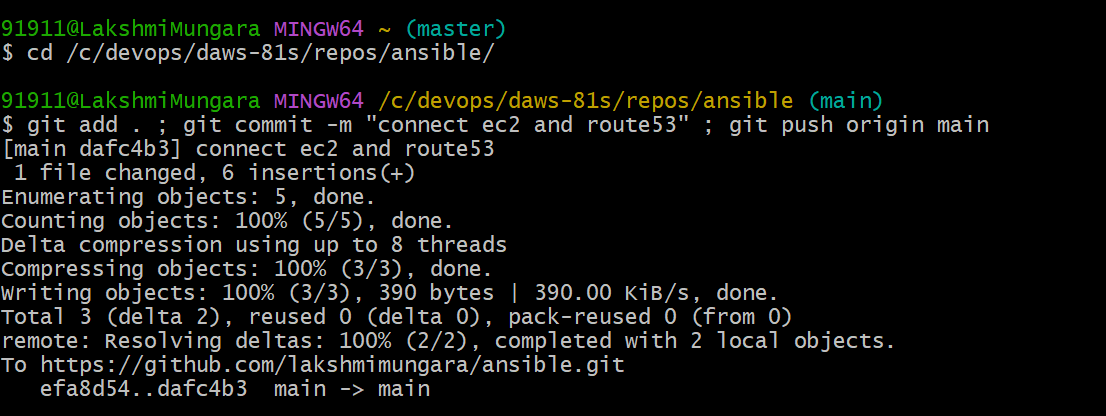 91911@LakshmiMungara MINGW64 ~ (master)
$ cd /c/devops/daws-81s/repos/ansible/
91911@LakshmiMungara MINGW64 /c/devops/daws-81s/repos/ansible (main)
$ git add . ; git commit -m "connect ec2 and route53" ; git push origin main
[main dafc4b3] connect ec2 and route53
 1 file changed, 6 insertions(+)
Enumerating objects: 5, done.
Counting objects: 100% (5/5), done.
Delta compression using up to 8 threads
Compressing objects: 100% (3/3), done.
Writing objects: 100% (3/3), 390 bytes | 390.00 KiB/s, done.
Total 3 (delta 2), reused 0 (delta 0), pack-reused 0 (from 0)
remote: Resolving deltas: 100% (2/2), completed with 2 local objects.
To https://github.com/lakshmimungara/ansible.git
   efa8d54..dafc4b3  main -> main